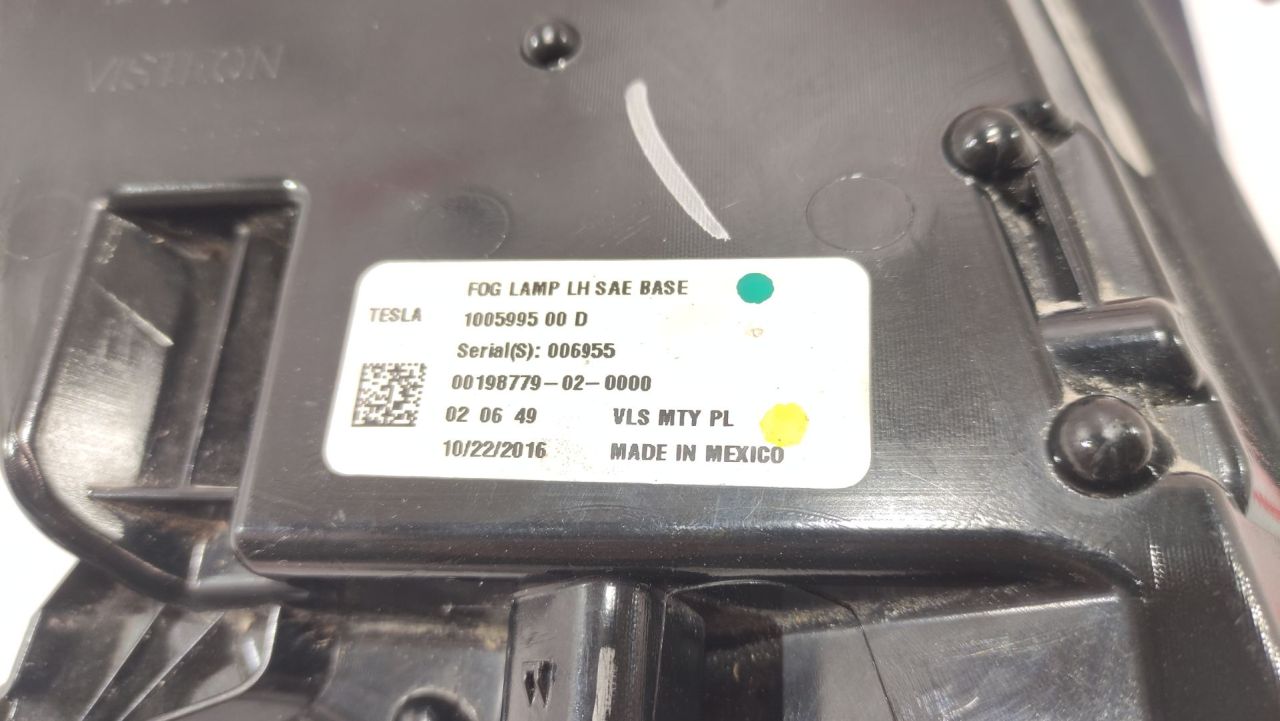 VISTEON
FOG LAMP LH SAE BASE
TESLA
1005995 00 D
Serial(S): 006955
00198779-02-0000
02 06 49 VLS MTY PL
10/22/2016 MADE IN MEXICO